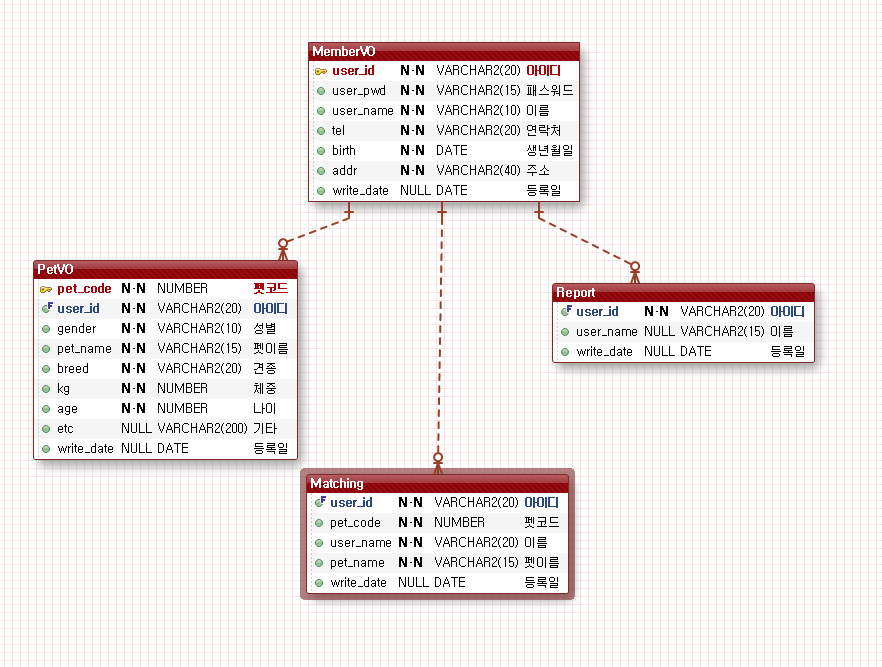 MemberVO
user_id N-N VARCHAR2(20) 아이디
user_pwd N-N VARCHAR2(15) 패스워드
user_name N-N VARCHAR2(10) 이름
tel N-N VARCHAR2(20) 연락처
birth N-N DATE 생년월일
addr N-N VARCHAR2(40) 주소
write_date NULL DATE 등록일
PetVO
pet_code N-N NUMBER 펫코드
user_id N-N VARCHAR2(20) 아이디
gender N-N VARCHAR2(10) 성별
pet_name N-N VARCHAR2(15) 펫이름
breed N-N VARCHAR2(20) 견종
kg N-N NUMBER 체중
age N-N NUMBER 나이
etc NULL VARCHAR2(200) 기타
write_date NULL DATE 등록일
Report
user_id N-N VARCHAR2(20) 아이디
user_name NULL VARCHAR2(15) 이름
write_date NULL DATE 등록일
Matching
user_id N-N VARCHAR2(20) 아이디
pet_code N-N NUMBER 펫코드
user_name N-N VARCHAR2(20) 이름
pet_name N-N VARCHAR2(15) 펫이름
write_date NULL DATE 등록일